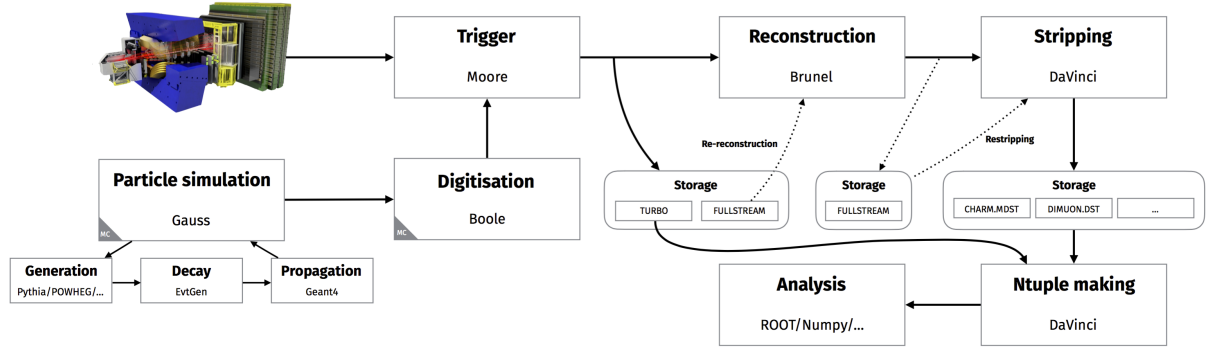 Trigger
Moore
Reconstruction
Brunel
Stripping
DaVinci
Re-reconstruction
Restripping
Particle simulation
Gauss
MC
Digitisation
Boole
MC
Storage
TURBO
FULLSTREAM
Storage
FULLSTREAM
Storage
CHARM.MDST
DIMUON.DST
...
Generation
Pythia/POWHEG/...
Decay
EvtGen
Propagation
Geant4
Analysis
ROOT/Numpy/...
Ntuple making
DaVinci